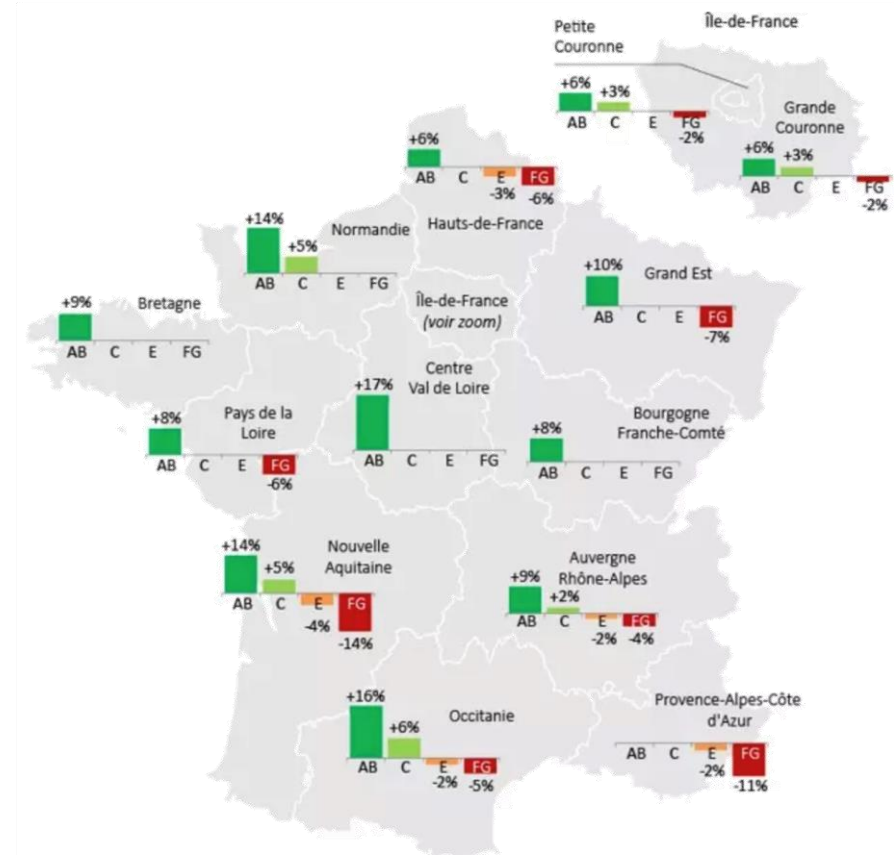 Île-de-France
Petite
Couronne
+6% +3%
AB C E FG
-2%
Grande
Couronne
+6% +3%
AB C E FG
-2%
+6%
AB C E FG
-3% -6%
Hauts-de-France
+14%
+5%
Normandie
AB C E FG
+10%
Grand Est
AB C E FG
-7%
+9%
Bretagne
AB C E FG
Île-de-France
(voir zoom)
Centre
Val de Loire
+17%
AB C E FG
+8%
Pays de la
Loire
AB C E FG
-6%
Bourgogne
Franche-Comté
+8%
AB C E FG
+14%
+5%
Nouvelle
Aquitaine
AB C E FG
-4%
-14%
Auvergne
Rhône-Alpes
+9%
+2%
AB C E FG
-2% -4%
+16%
+6%
Occitanie
AB C E FG
-2% -5%
Provence-Alpes-Côte
d'Azur
AB C E FG
-2%
-11%